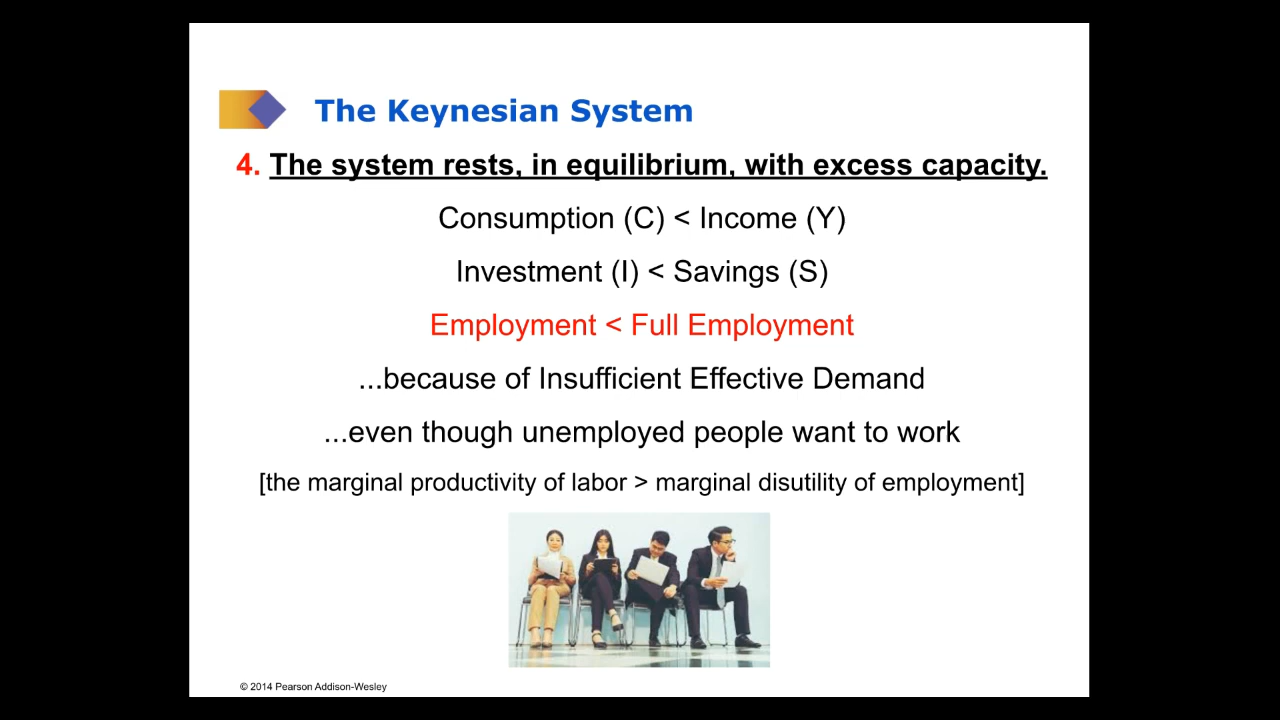 The Keynesian System
4. The system rests, in equilibrium, with excess capacity.
Consumption (C) < Income (Y)
Investment (I) < Savings (S)
Employment < Full Employment
...because of Insufficient Effective Demand
...even though unemployed people want to work
[the marginal productivity of labor > marginal disutility of employment]
© 2014 Pearson Addison-Wesley